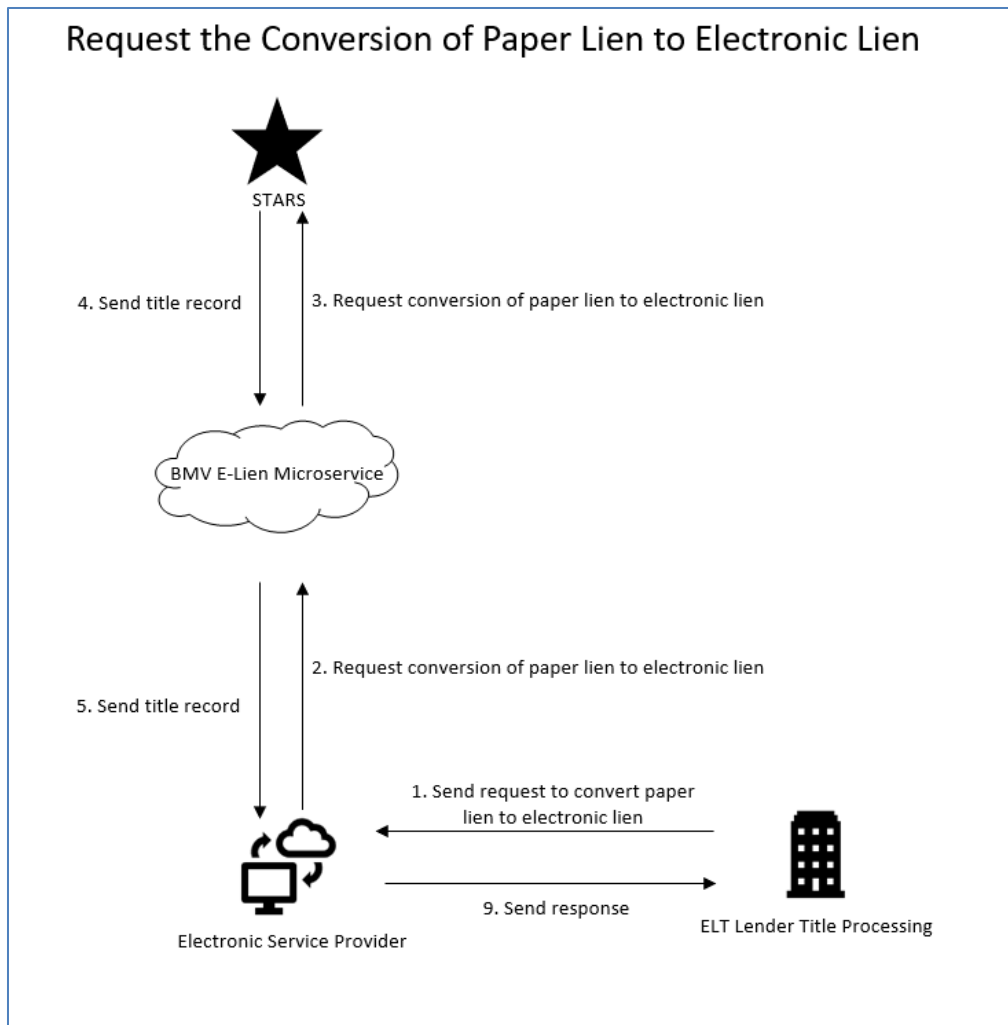 Request the Conversion of Paper Lien to Electronic Lien
STARS
4. Send title record
3. Request conversion of paper lien to electronic lien
BMV E-Lien Microservice
2. Request conversion of paper lien to electronic lien
5. Send title record
1. Send request to convert paper
lien to electronic lien
9. Send response
ELT Lender Title Processing
Electronic Service Provider